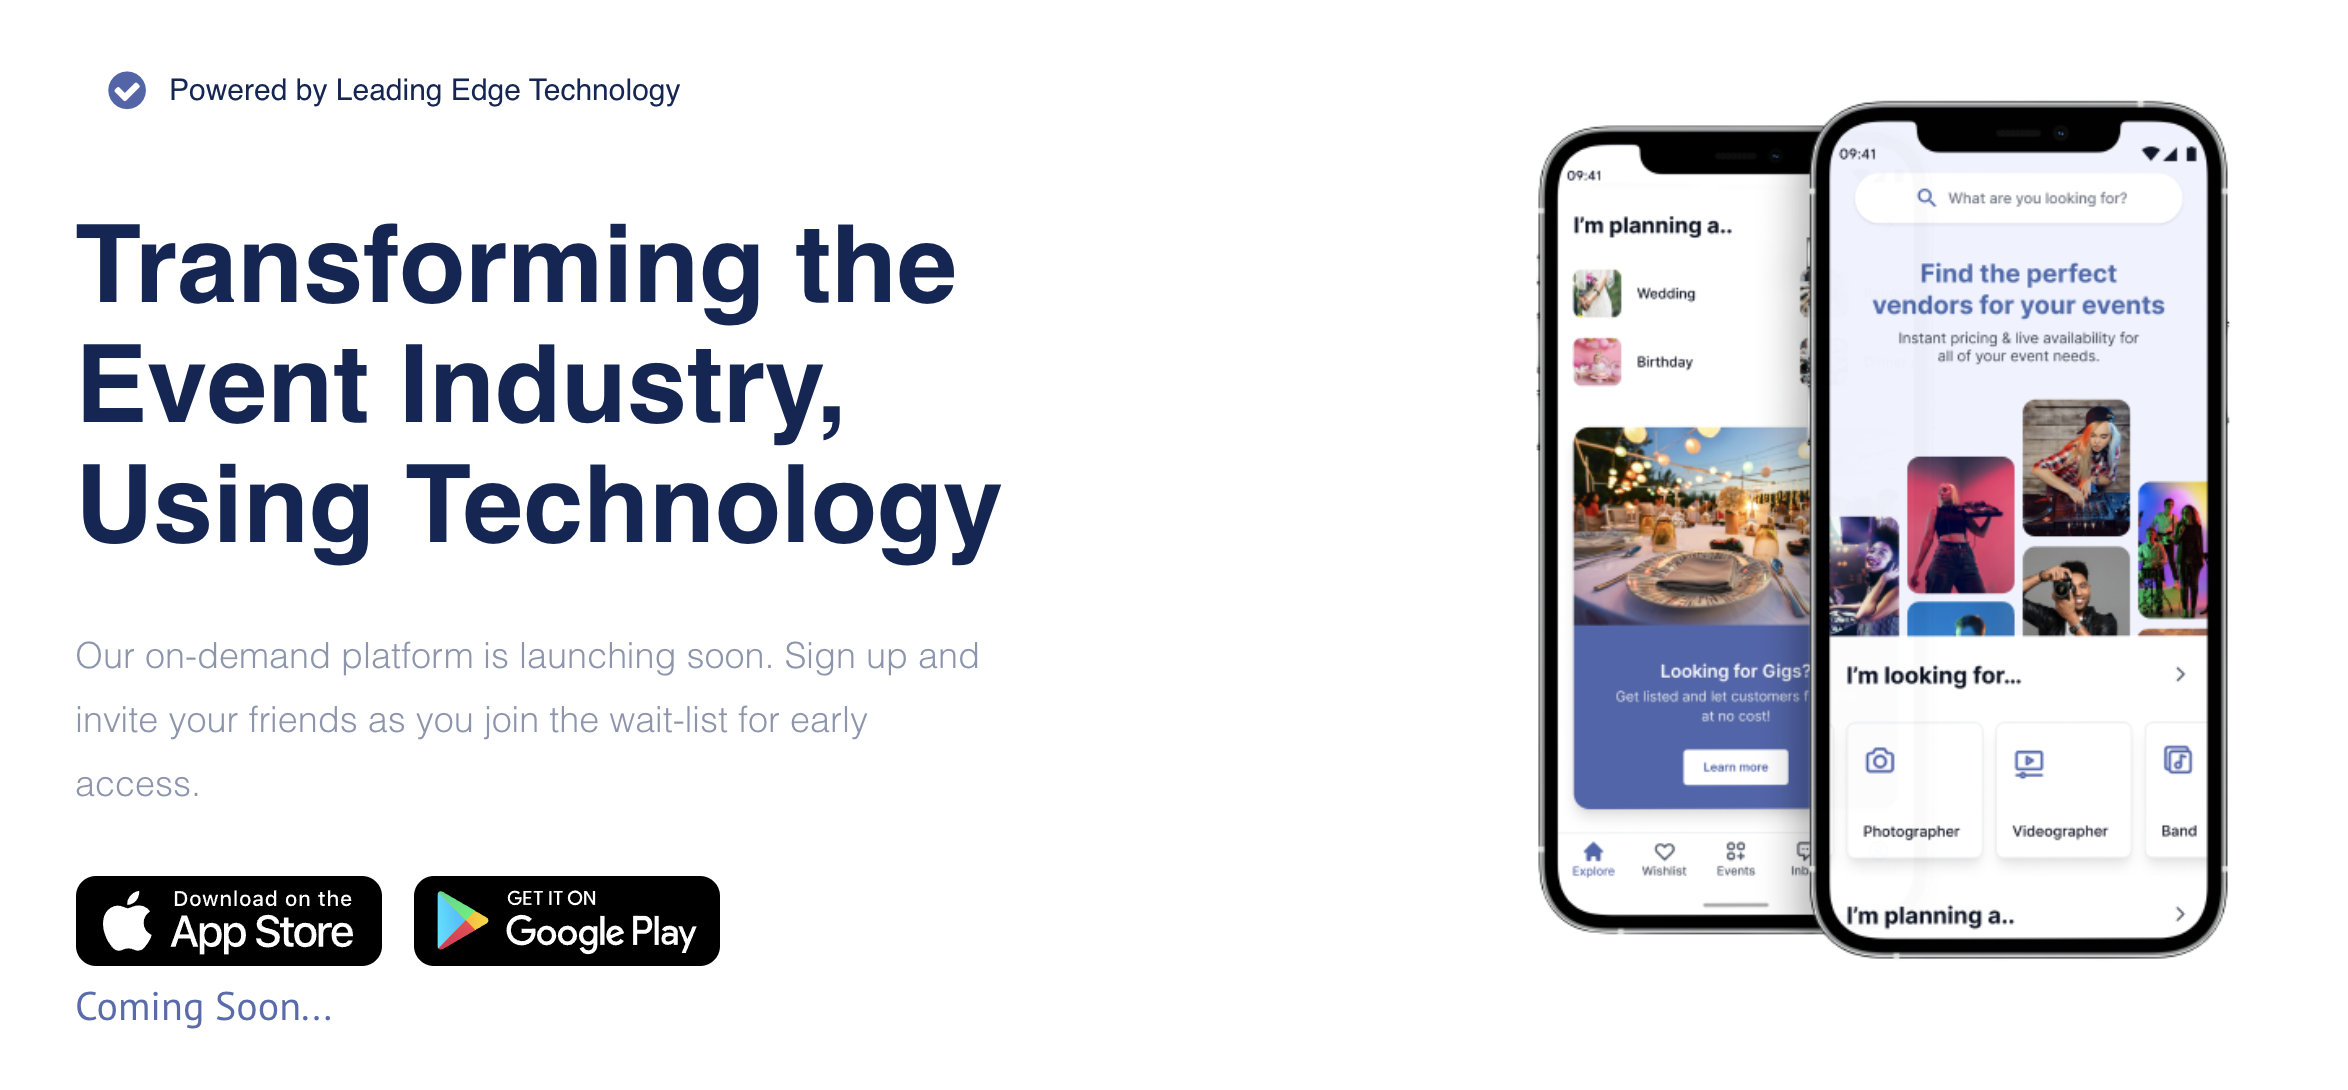 Powered by Leading Edge Technology
Transforming the
Event Industry,
Using Technology
Our on-demand platform is launching soon. Sign up and
invite your friends as you join the wait-list for early
access.
Download on the
App Store
GET IT ON
Google Play
Coming Soon...
09:41
I'm planning a..
Wedding
Birthday
Looking for Gigs?
Get listed and let customers
at no cost!
Learn more
Explore
Wishlist
Events
09:41
What are you looking for?
Find the perfect
vendors for your events
Instant pricing & live availability for
all of your event needs.
I'm looking for...
Photographer
Videographer
Band
I'm planning a..